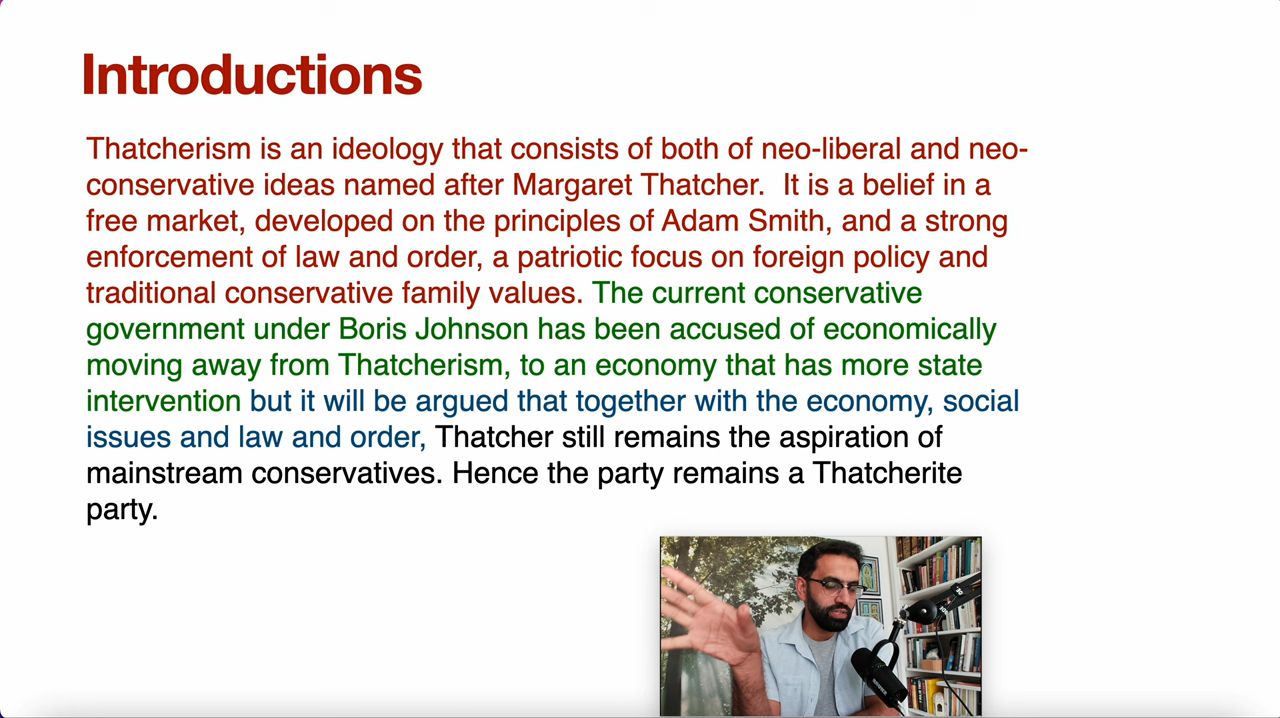 Introductions
Thatcherism is an ideology that consists of both of neo-liberal and neo-
conservative ideas named after Margaret Thatcher.  It is a belief in a
free market, developed on the principles of Adam Smith, and a strong
enforcement of law and order, a patriotic focus on foreign policy and
traditional conservative family values. The current conservative
government under Boris Johnson has been accused of economically
moving away from Thatcherism, to an economy that has more state
intervention but it will be argued that together with the economy, social
issues and law and order, Thatcher still remains the aspiration of
mainstream conservatives. Hence the party remains a Thatcherite
party.